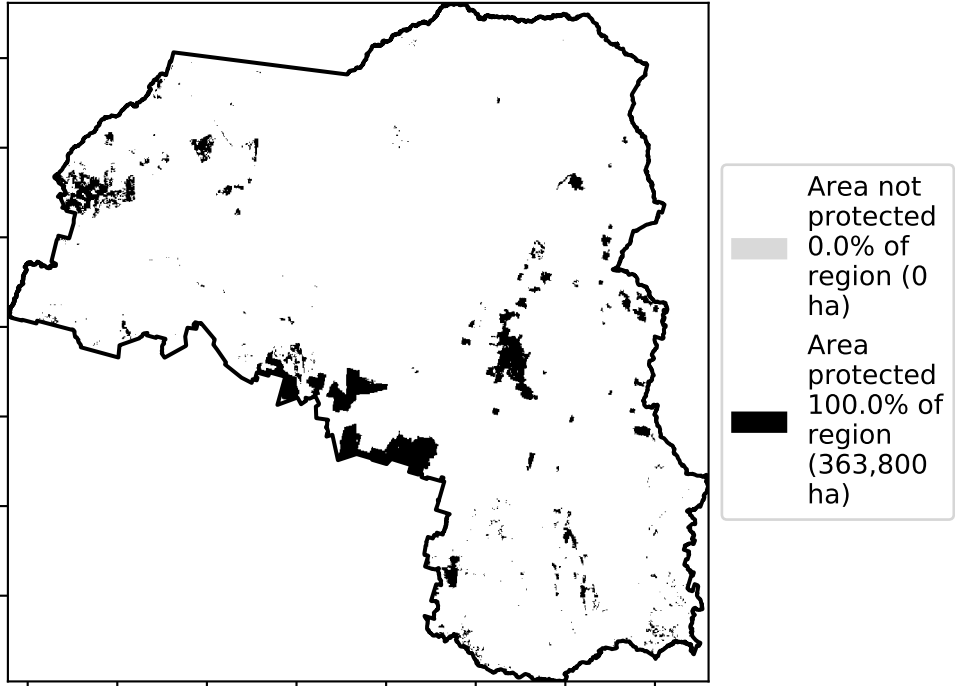 Area not
protected
0.0% of
region (0
ha)
Area
protected
100.0% of
region
(363,800
ha)